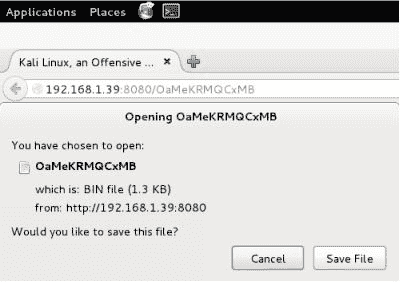 Applications Places
Kali Linux, an Offensive ...
192.168.1.39:8080/OaMeKRMQCxMB
Opening OaMeKRMQCxMB
You have chosen to open:
OaMeKRMQCxMB
which is: BIN file (1.3 KB)
from: http://192.168.1.39:8080
Would you like to save this file?
Cancel Save File